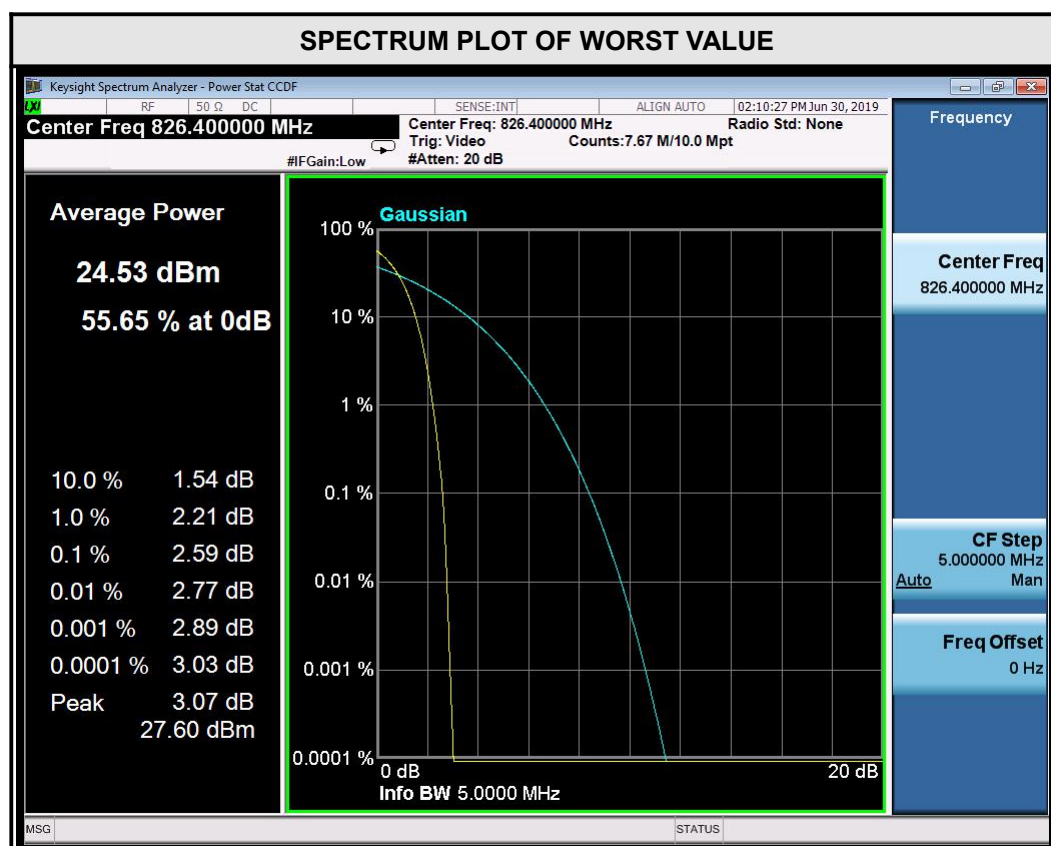 SPECTRUM PLOT OF WORST VALUE
Keysight Spectrum Analyzer - Power Stat CCDF
LXI RF 50 Ω DC SENSE:INT ALIGN AUTO 02:10:27 PM Jun 30, 2019
Center Freq 826.400000 MHz
Center Freq: 826.400000 MHz Radio Std: None
Trig: Video Counts:7.67 M/10.0 Mpt
#IFGain:Low #Atten: 20 dB
Frequency
Average Power
24.53 dBm
55.65 % at 0dB
10.0 % 1.54 dB
1.0 % 2.21 dB
0.1 % 2.59 dB
0.01 % 2.77 dB
0.001 % 2.89 dB
0.0001 % 3.03 dB
Peak 3.07 dB
27.60 dBm
Gaussian
100 %
10 %
1 %
0.1 %
0.01 %
0.001 %
0.0001 %
0 dB 20 dB
Info BW 5.0000 MHz
Center Freq
826.400000 MHz
CF Step
5.000000 MHz
Auto Man
Freq Offset
0 Hz
MSG STATUS